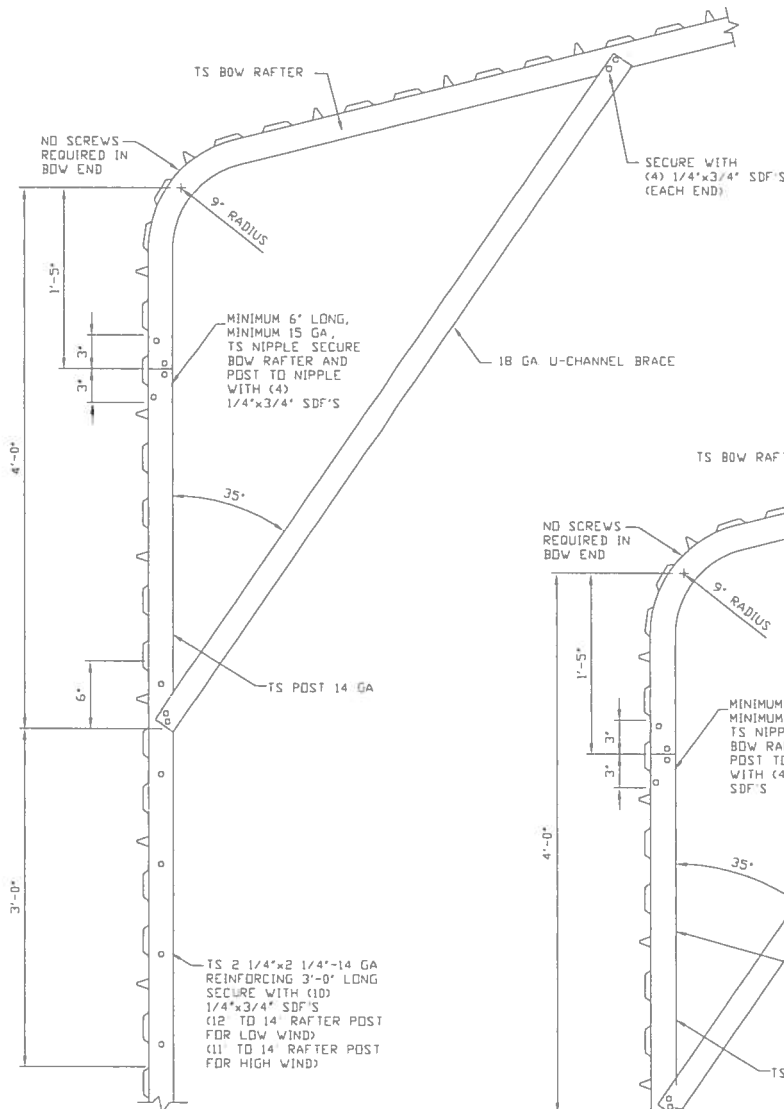 TS BOW RAFTER
NO SCREWS
REQUIRED IN
BOW END
SECURE WITH
(4) 1/4"x3/4" SDF'S
(EACH END)
9" RADIUS
1'-5"
3"
3"
MINIMUM 6" LONG,
MINIMUM 15 GA,
TS NIPPLE SECURE
BOW RAFTER AND
POST TO NIPPLE
WITH (4)
1/4"x3/4" SDF'S
18 GA U-CHANNEL BRACE
4'-0"
35°
6"
TS POST 14 GA
3'-0"
TS 2 1/4"x2 1/4"-14 GA
REINFORCING 3'-0" LONG
SECURE WITH (10)
1/4"x3/4" SDF'S
(12' TO 14' RAFTER POST
FOR LOW WIND)
(11' TO 14' RAFTER POST
FOR HIGH WIND)
TS BOW RAF
NO SCREWS
REQUIRED IN
BOW END
9" RADIUS
1'-5"
3"
3"
MINIMUM
MINIMUM
TS NIPP
BOW RA
POST TO
WITH (4
SDF'S
4'-0"
35°
TS